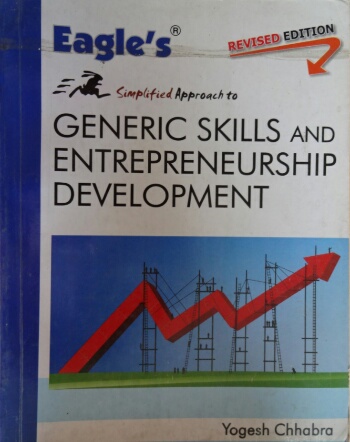 Eagle's®
REVISED EDITION
Simplified Approach to
GENERIC SKILLS AND
ENTREPRENEURSHIP
DEVELOPMENT
Yogesh Chhabra